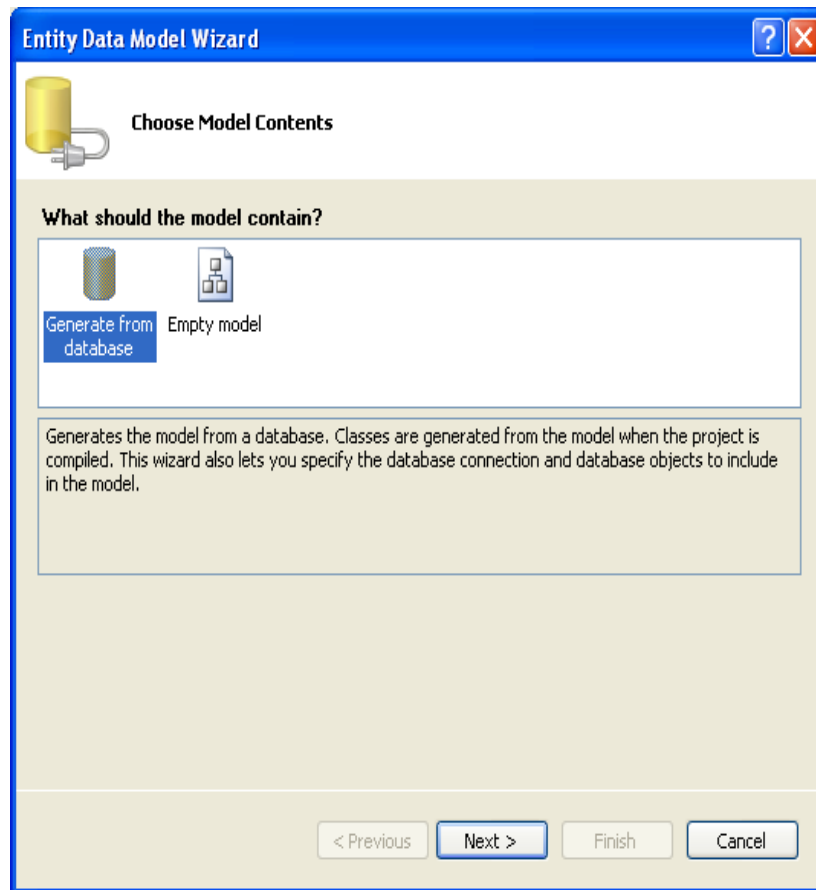 Entity Data Model Wizard
Choose Model Contents
What should the model contain?
Generate from
database
Empty model
Generates the model from a database. Classes are generated from the model when the project is
compiled. This wizard also lets you specify the database connection and database objects to include
in the model.
< Previous
Next >
Finish
Cancel